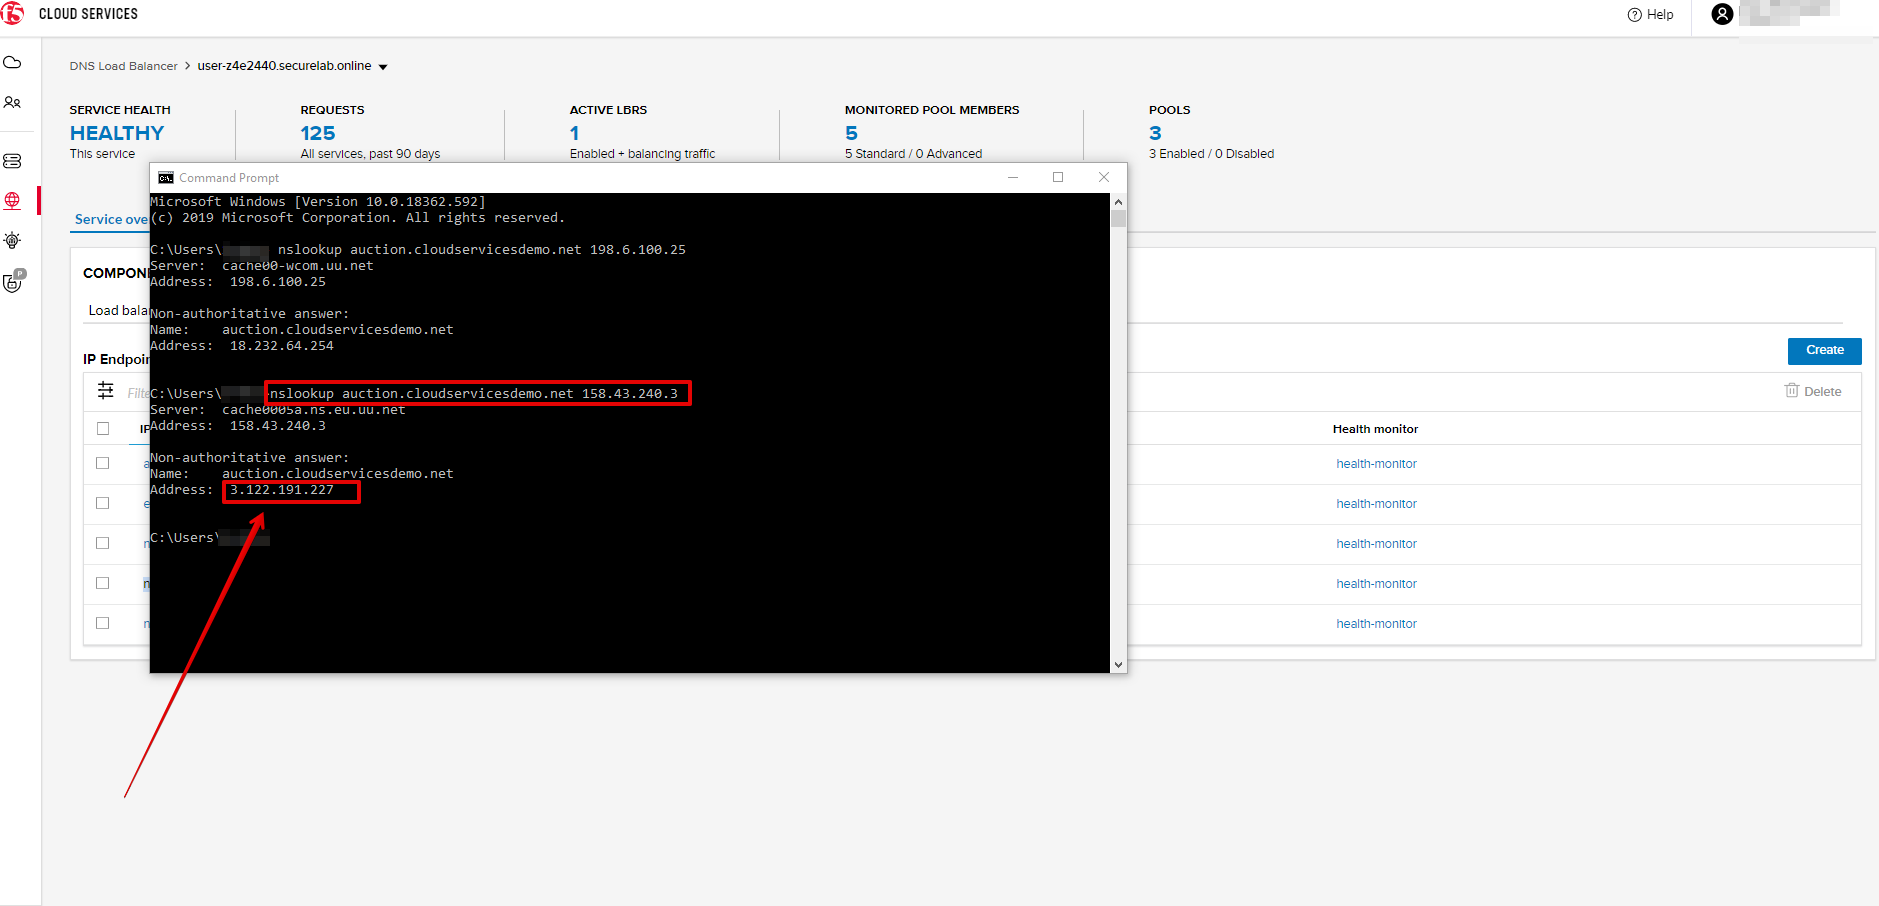 f5 CLOUD SERVICES
Help
DNS Load Balancer > user-z4e2440.securelab.online
SERVICE HEALTH
HEALTHY
This service
REQUESTS
125
All services, past 90 days
ACTIVE LBRS
1
Enabled + balancing traffic
MONITORED POOL MEMBERS
5
5 Standard / 0 Advanced
POOLS
3
3 Enabled / 0 Disabled
P
Service ove
COMPON
Load bala
IP Endpoin
Create
Filte
Delete
IP
Health monitor
a
health-monitor
e
health-monitor
n
health-monitor
n
health-monitor
n
health-monitor
Command Prompt
Microsoft Windows [Version 10.0.18362.592]
(c) 2019 Microsoft Corporation. All rights reserved.
C:\Users\ nslookup auction.cloudservicesdemo.net 198.6.100.25
Server: cache00-wcom.uu.net
Address: 198.6.100.25
Non-authoritative answer:
Name: auction.cloudservicesdemo.net
Address: 18.232.64.254
C:\Users\ nslookup auction.cloudservicesdemo.net 158.43.240.3
Server: cache0005a.ns.eu.uu.net
Address: 158.43.240.3
Non-authoritative answer:
Name: auction.cloudservicesdemo.net
Address: 3.122.191.227
C:\Users\